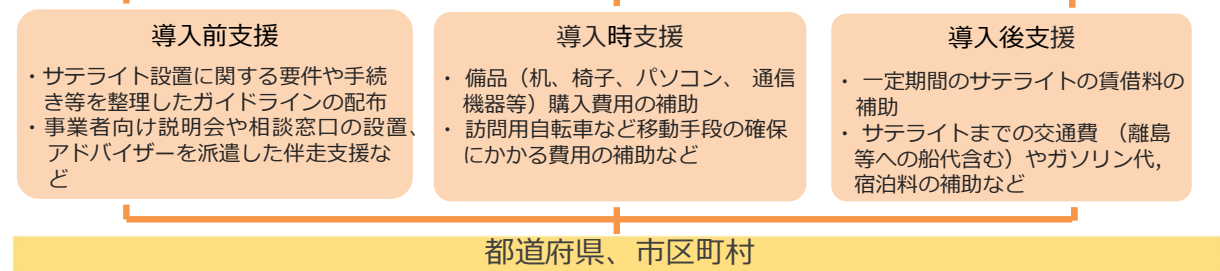 導入前支援
・サテライト設置に関する要件や手続
き等を整理したガイドラインの配布
・事業者向け説明会や相談窓口の設置、
アドバイザーを派遣した伴走支援な
ど
導入時支援
・ 備品（机、椅子、パソコン、 通信
機器等）購入費用の補助
・ 訪問用自転車など移動手段の確保
にかかる費用の補助など
導入後支援
・ 一定期間のサテライトの賃借料の
補助
・ サテライトまでの交通費 （離島
等への船代含む）やガソリン代,
宿泊料の補助など
都道府県、市区町村